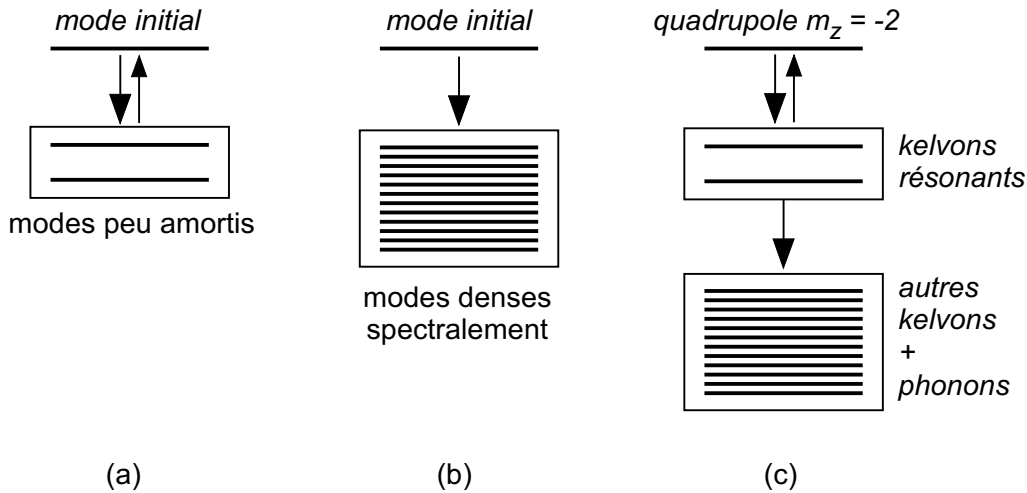 mode initial
modes peu amortis
(a)
mode initial
modes denses
spectralement
(b)
quadrupole m_z = -2
kelvons
résonants
autres
kelvons
+
phonons
(c)